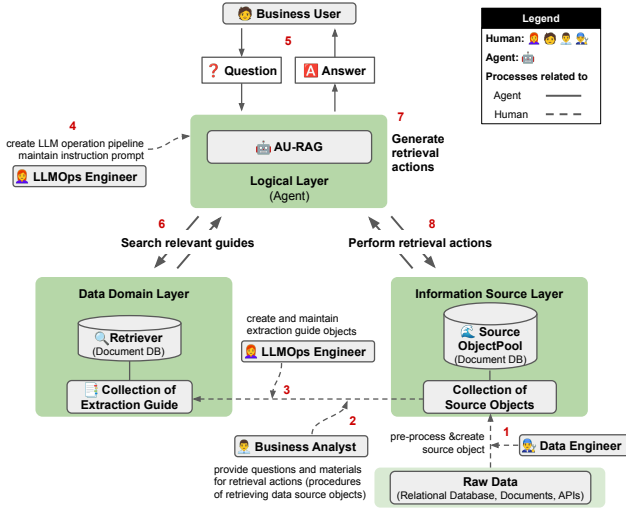 Business User
Legend
Human:
Agent:
Processes related to
Agent
Human
5
Question
Answer
4
create LLM operation pipeline
maintain instruction prompt
LLMOps Engineer
AU-RAG
Logical Layer
(Agent)
7
Generate
retrieval
actions
6
Search relevant guides
8
Perform retrieval actions
Data Domain Layer
Retriever
(Document DB)
Collection of
Extraction Guide
create and maintain
extraction guide objects
LLMOps Engineer
3
2
Business Analyst
provide questions and materials
for retrieval actions (procedures
of retrieving data source objects)
Information Source Layer
Source
ObjectPool
(Document DB)
Collection of
Source Objects
pre-process &create
source object
1
Data Engineer
Raw Data
(Relational Database, Documents, APIs)